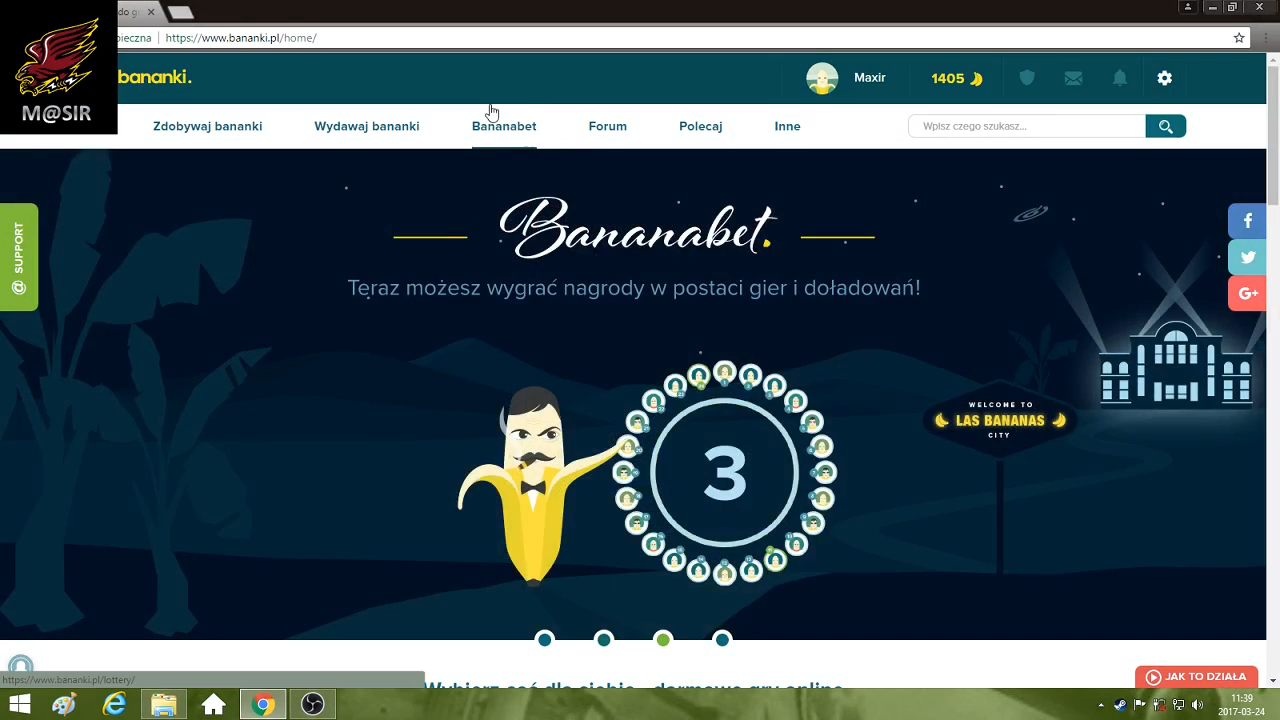 https://www.bananki.pl/home/
M@SIR
bananki.
Maxir
1405
Zdobywaj bananki
Wydawaj bananki
Bananabet
Forum
Polecaj
Inne
Wpisz czego szukasz...
@ SUPPORT
Bananabet.
Teraz możesz wygrać nagrody w postaci gier i doładowań!
3
WELCOME TO
LAS BANANAS
CITY
https://www.bananki.pl/lottery/
JAK TO DZIAŁA
11:39
2017-03-24